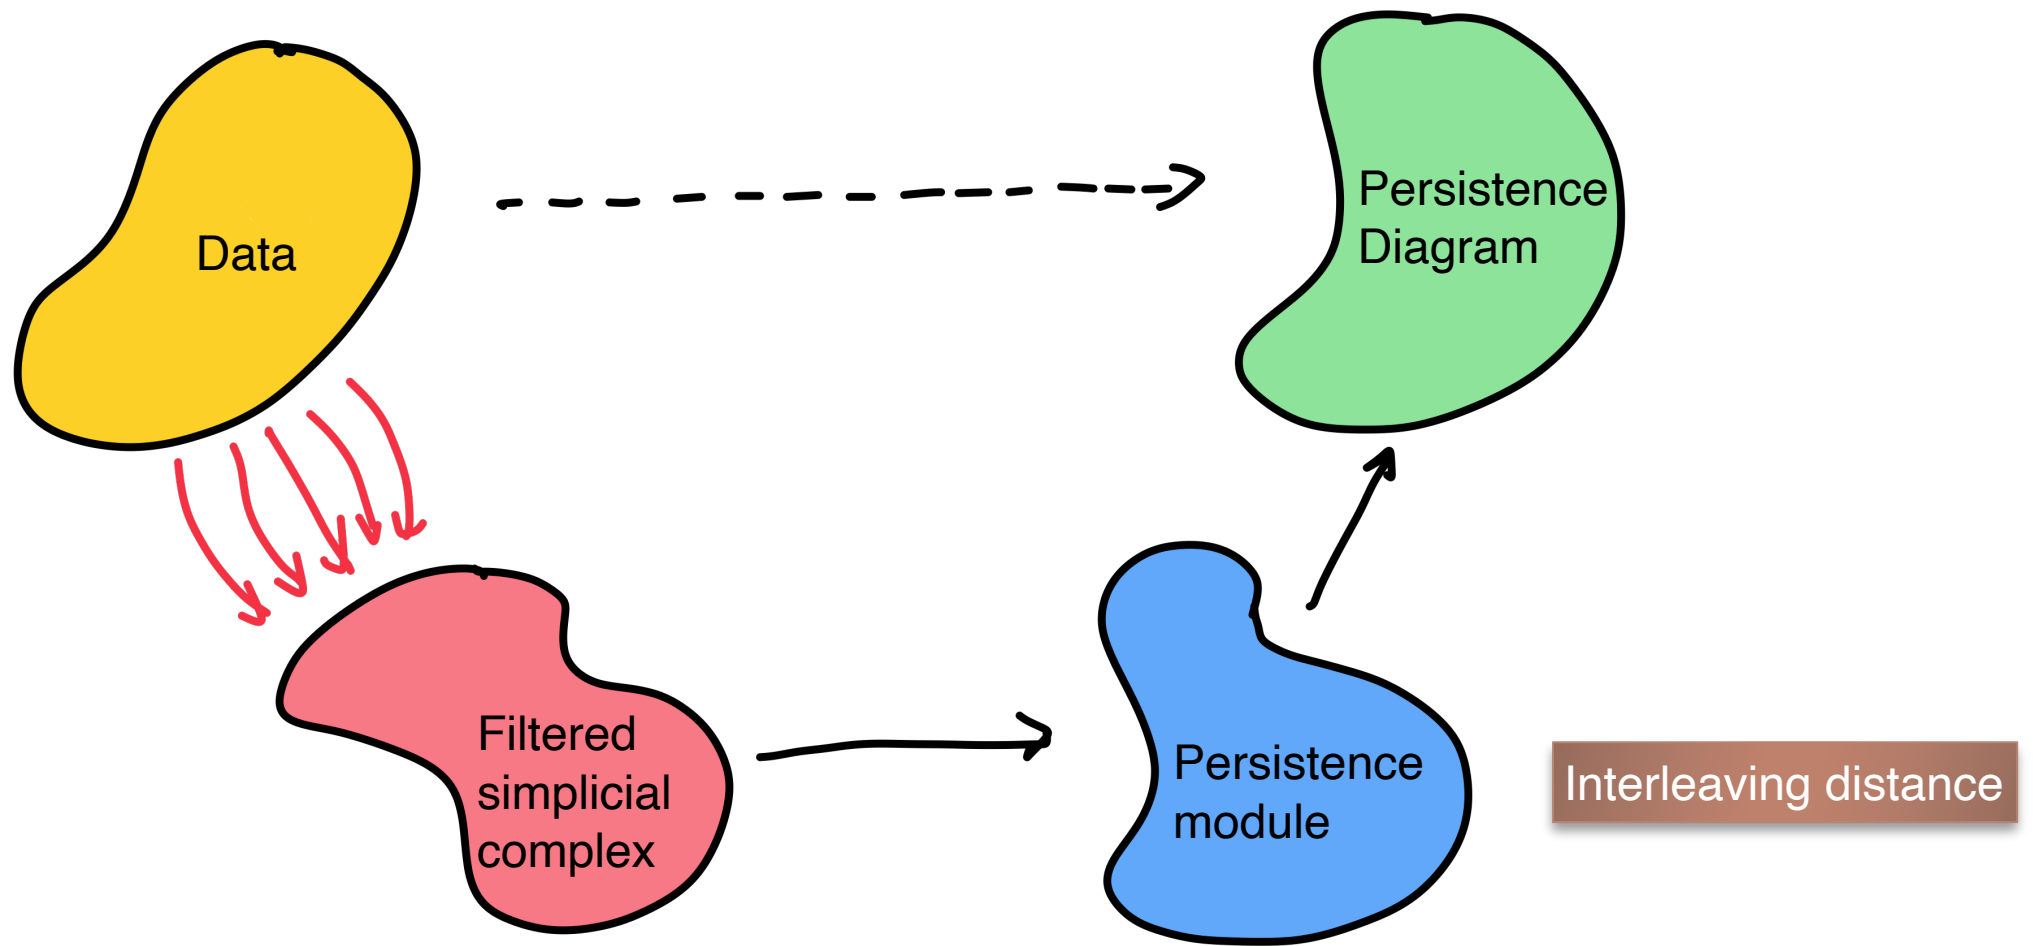 Data
Persistence
Diagram
Filtered
simplicial
complex
Persistence
module
Interleaving distance